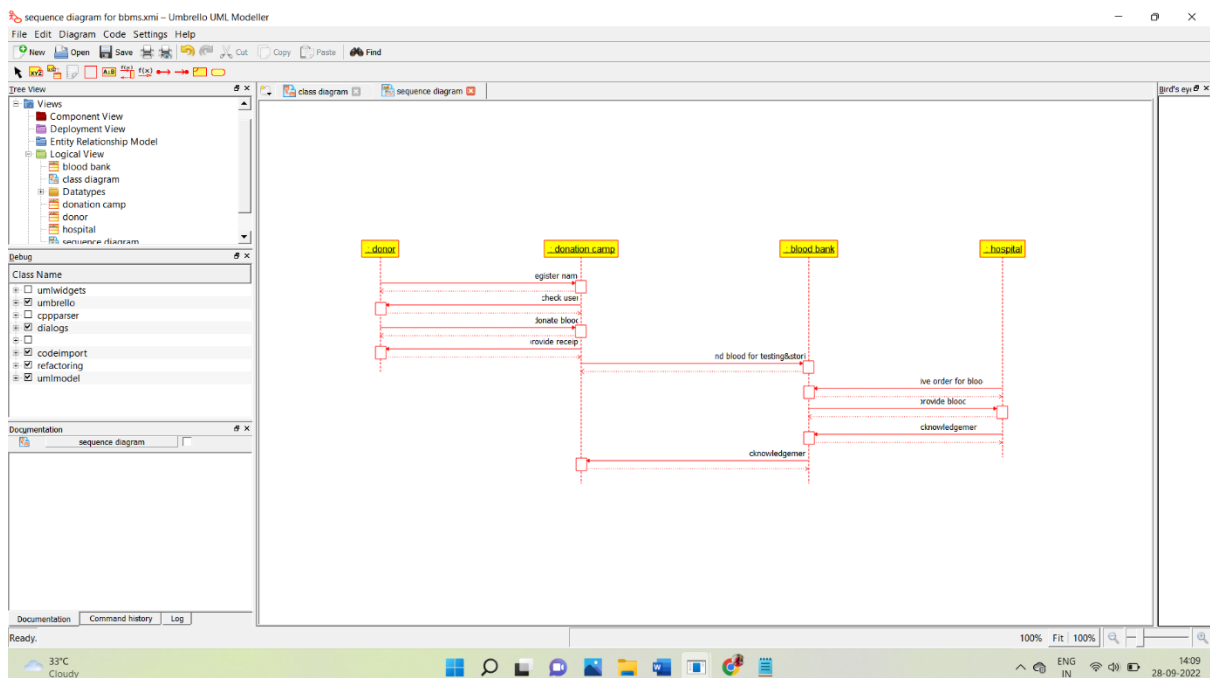 sequence diagram for bbms.xmi – Umbrello UML Modeller
File Edit Diagram Code Settings Help
New Open Save Cut Copy Paste Find
Tree View
class diagram sequence diagram
Bird's eye
Views
Component View
Deployment View
Entity Relationship Model
Logical View
blood bank
class diagram
Datatypes
donation camp
donor
hospital
sequence diagram
Debug
Class Name
umlwidgets
umbrello
cppparser
dialogs
codeimport
refactoring
umlmodel
Documentation
sequence diagram
: donor : donation camp : blood bank : hospital
egister nam
check user
donate blood
rovide receip
nd blood for testing&stori
ive order for bloo
provide blood
cknowledgemer
cknowledgemer
Documentation Command history Log
Ready.
100% Fit 100%
33°C
Cloudy
ENG
IN
14:09
28-09-2022